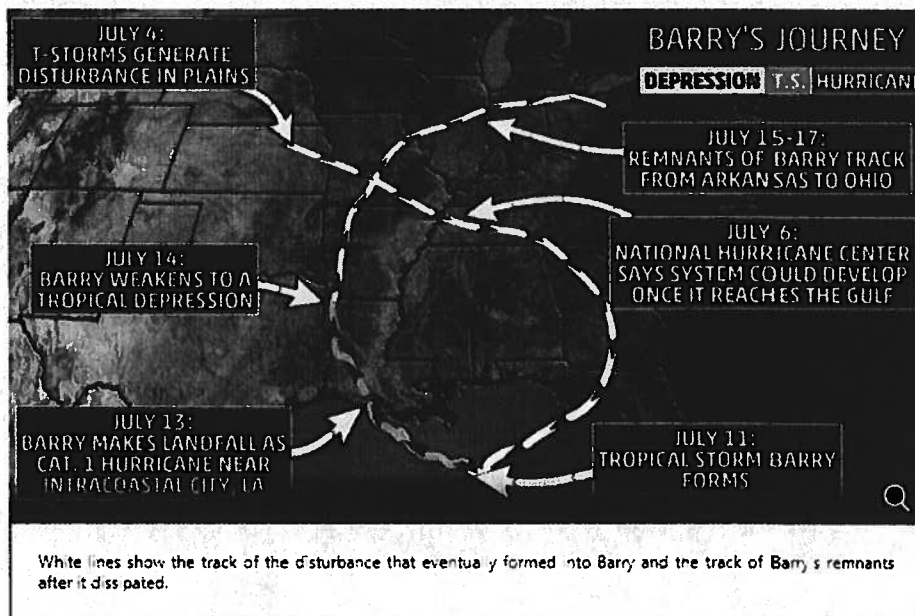 JULY 4:
T-STORMS GENERATE
DISTURBANCE IN PLAINS
BARRY'S JOURNEY
DEPRESSION T.S. HURRICAN
JULY 15-17:
REMNANTS OF BARRY TRACK
FROM ARKANSAS TO OHIO
JULY 6:
NATIONAL HURRICANE CENTER
SAYS SYSTEM COULD DEVELOP
ONCE IT REACHES THE GULF
JULY 14:
BARRY WEAKENS TO A
TROPICAL DEPRESSION
JULY 13:
BARRY MAKES LANDFALL AS
CAT. 1 HURRICANE NEAR
INTRACOASTAL CITY, LA
JULY 11:
TROPICAL STORM BARRY
FORMS
White lines show the track of the disturbance that eventually formed into Barry and the track of Barry's remnants
after it dissipated.